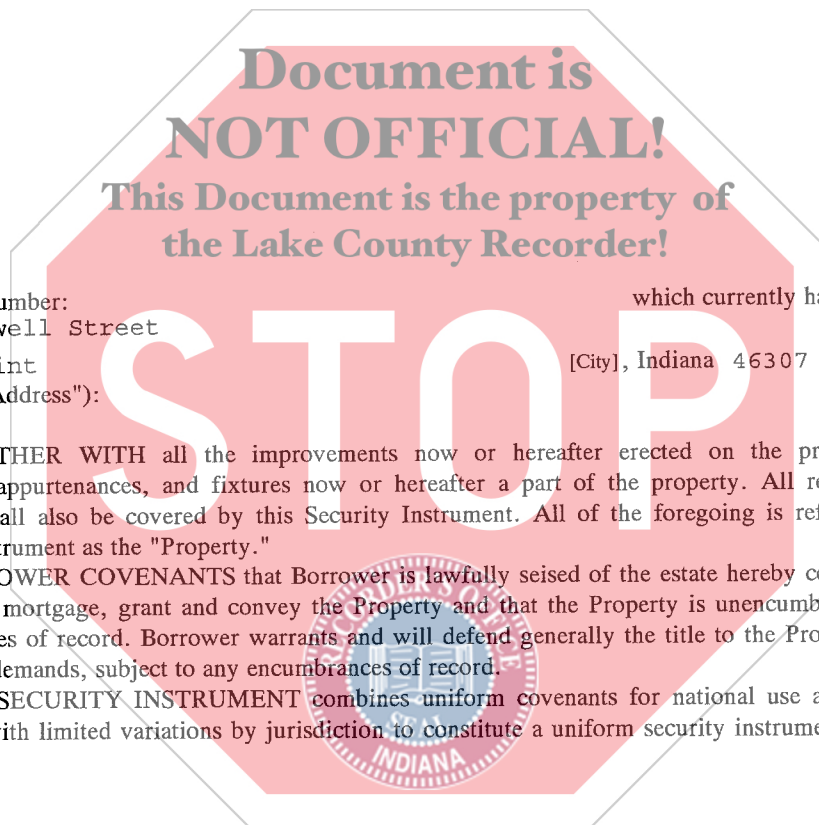 Document is
NOT OFFICIAL!
This Document is the property of
the Lake County Recorder!
umber: which currently ha
well Street
int [City], Indiana 46307
Address"):
STOP
THER WITH all the improvements now or hereafter erected on the pr
appurtenances, and fixtures now or hereafter a part of the property. All re
all also be covered by this Security Instrument. All of the foregoing is ref
trument as the "Property."
OWER COVENANTS that Borrower is lawfully seised of the estate hereby c
mortgage, grant and convey the Property and that the Property is unencumb
es of record. Borrower warrants and will defend generally the title to the Pro
demands, subject to any encumbrances of record.
SECURITY INSTRUMENT combines uniform covenants for national use a
ith limited variations by jurisdiction to constitute a uniform security instrume
RECORDER'S OFFICE
SEAL
INDIANA